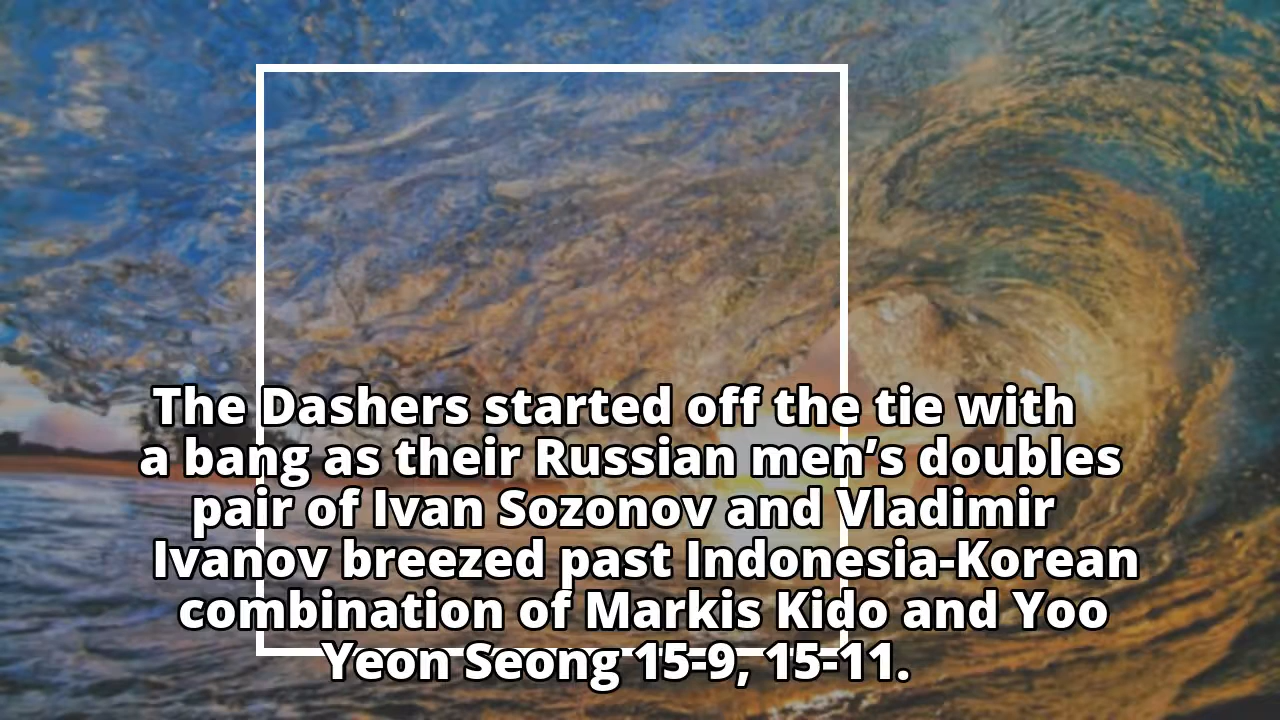 The Dashers started off the tie with
a bang as their Russian men’s doubles
pair of Ivan Sozonov and Vladimir
Ivanov breezed past Indonesia-Korean
combination of Markis Kido and Yoo
Yeon Seong 15-9, 15-11.